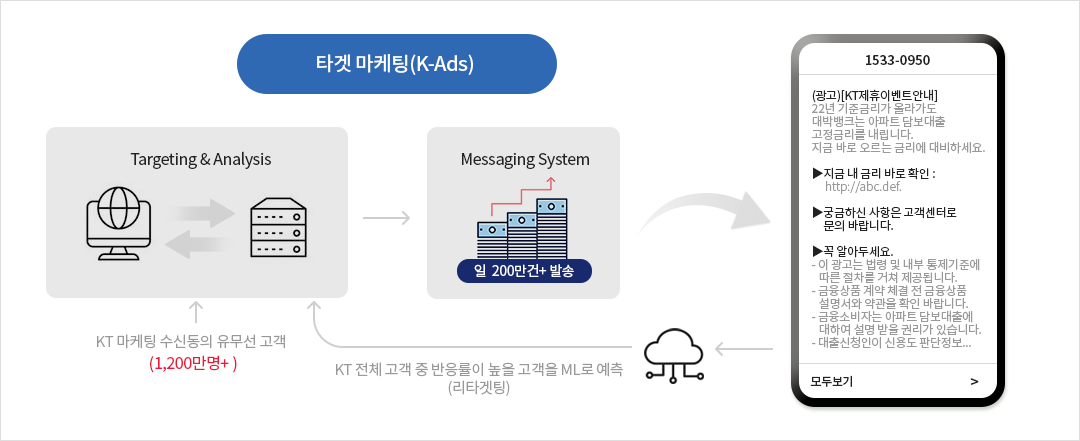 타겟 마케팅(K-Ads)
Targeting & Analysis
KT 마케팅 수신동의 유무선 고객
(1,200만명+ )
Messaging System
일 200만건+ 발송
KT 전체 고객 중 반응률이 높을 고객을 ML로 예측
(리타겟팅)
1533-0950
(광고)[KT제휴이벤트안내]
22년 기준금리가 올라가도
대박뱅크는 아파트 담보대출
고정금리를 내립니다.
지금 바로 오르는 금리에 대비하세요.
▶지금 내 금리 바로 확인 :
http://abc.def.
▶궁금하신 사항은 고객센터로
문의 바랍니다.
▶꼭 알아두세요.
- 이 광고는 법령 및 내부 통제기준에
따른 절차를 거쳐 제공됩니다.
- 금융상품 계약 체결 전 금융상품
설명서와 약관을 확인 바랍니다.
- 금융소비자는 아파트 담보대출에
대하여 설명 받을 권리가 있습니다.
- 대출신청인이 신용도 판단정보...
모두보기 >